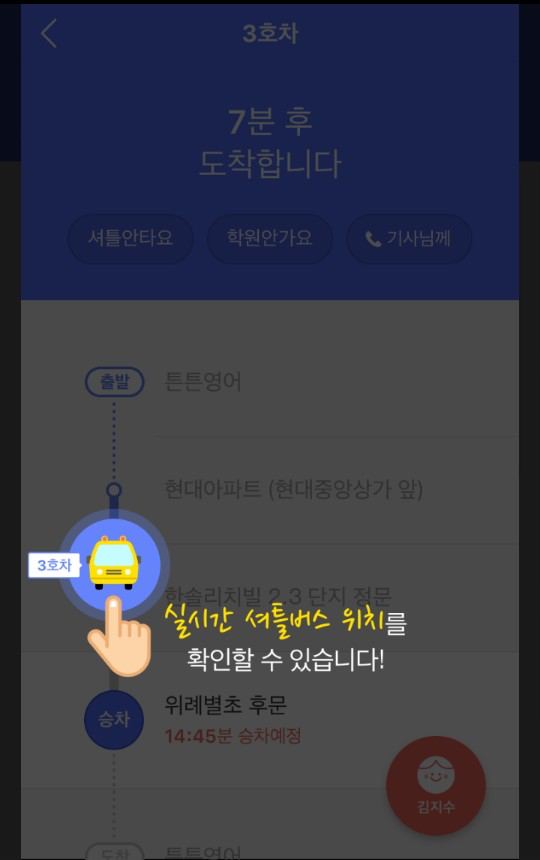 3호차
7분 후
도착합니다
셔틀안타요
학원안가요
기사님께
출발
튼튼영어
현대아파트 (현대중앙상가 앞)
3호차
한솔리치빌 2.3 단지 정문
실시간 셔틀버스 위치를
확인할 수 있습니다!
승차
위례별초 후문
14:45분 승차예정
김지수
도착
튼튼영어